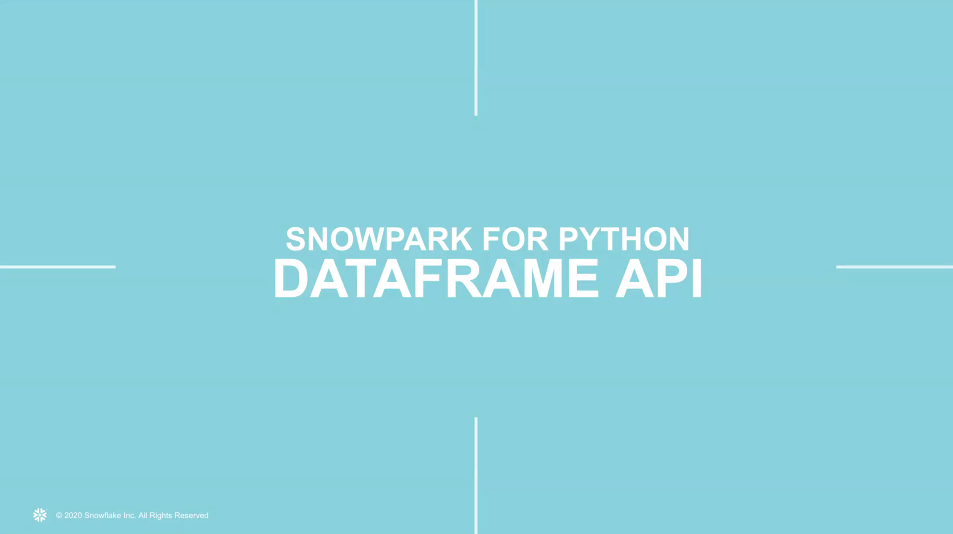 SNOWPARK FOR PYTHON
DATAFRAME API
© 2020 Snowflake Inc. All Rights Reserved